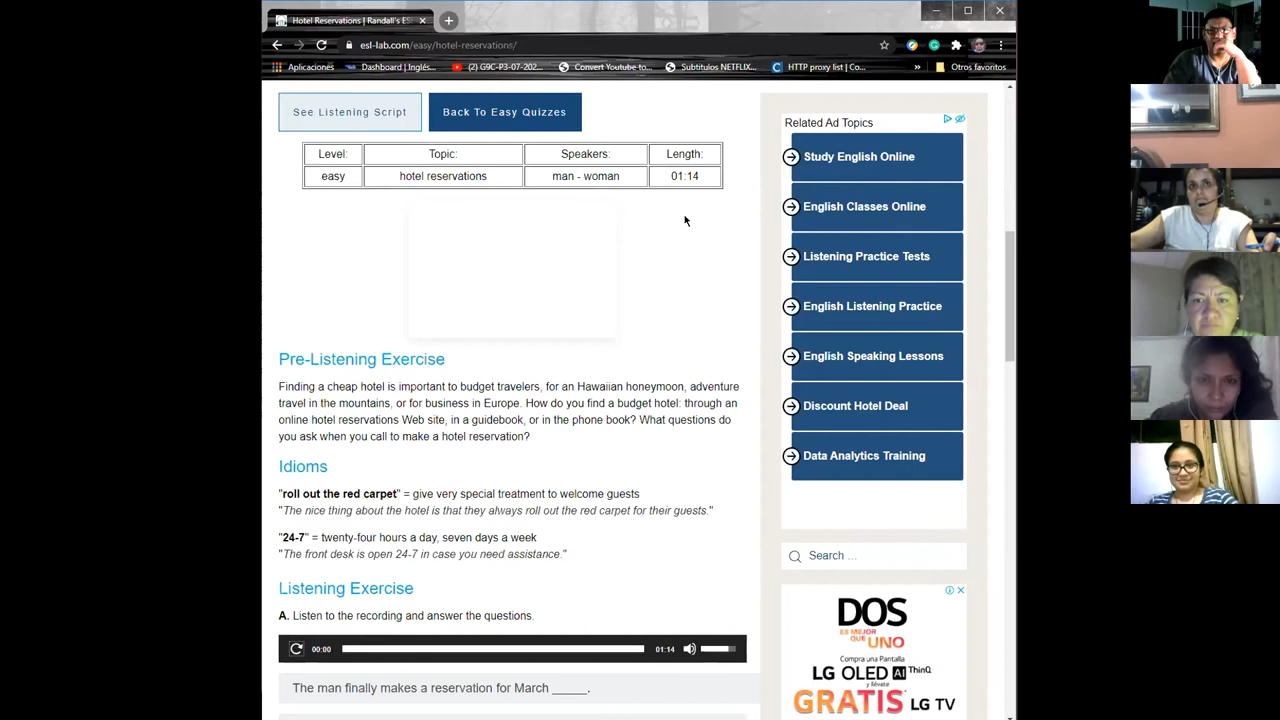 Hotel Reservations | Randall's ESL
esl-lab.com/easy/hotel-reservations/
Aplicaciones
Dashboard | Inglés...
(2) G9C-P3-07-202...
Convert Youtube to...
Subtitulos NETFLIX...
HTTP proxy list | Co...
»
Otros favoritos
See Listening Script
Back To Easy Quizzes
Level: Topic: Speakers: Length:
easy hotel reservations man - woman 01:14
Pre-Listening Exercise
Finding a cheap hotel is important to budget travelers, for an Hawaiian honeymoon, adventure
travel in the mountains, or for business in Europe. How do you find a budget hotel: through an
online hotel reservations Web site, in a guidebook, or in the phone book? What questions do
you ask when you call to make a hotel reservation?
Idioms
"roll out the red carpet" = give very special treatment to welcome guests
"The nice thing about the hotel is that they always roll out the red carpet for their guests."
"24-7" = twenty-four hours a day, seven days a week
"The front desk is open 24-7 in case you need assistance."
Listening Exercise
A. Listen to the recording and answer the questions.
00:00 01:14
The man finally makes a reservation for March _____.
Related Ad Topics
Study English Online
English Classes Online
Listening Practice Tests
English Listening Practice
English Speaking Lessons
Discount Hotel Deal
Data Analytics Training
Search ...
DOS
ES MEJOR
QUE UNO
Compra una Pantalla
LG OLED AI ThinQ
y llévate
GRATIS LG TV